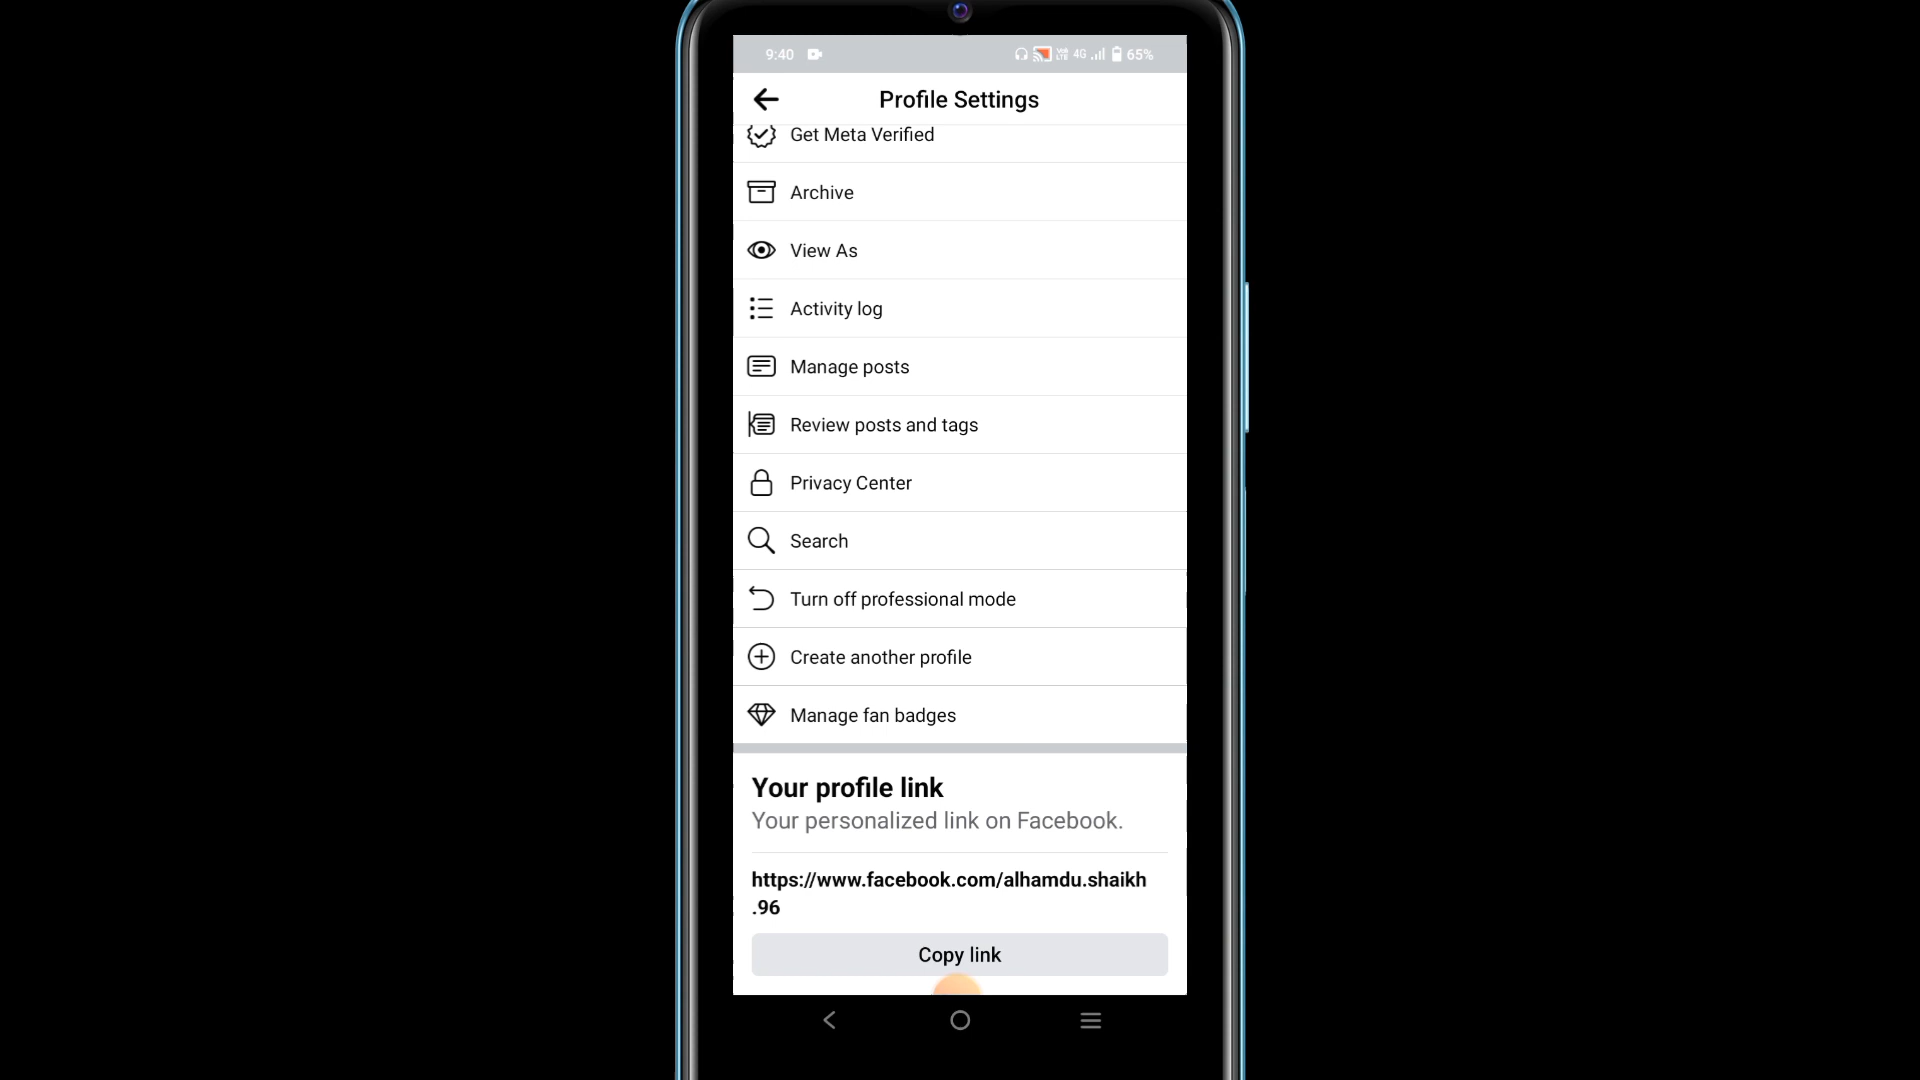 9:40 4G 65%
Profile Settings
Get Meta Verified
Archive
View As
Activity log
Manage posts
Review posts and tags
Privacy Center
Search
Turn off professional mode
Create another profile
Manage fan badges
Your profile link
Your personalized link on Facebook.
https://www.facebook.com/alhamdu.shaikh
.96
Copy link